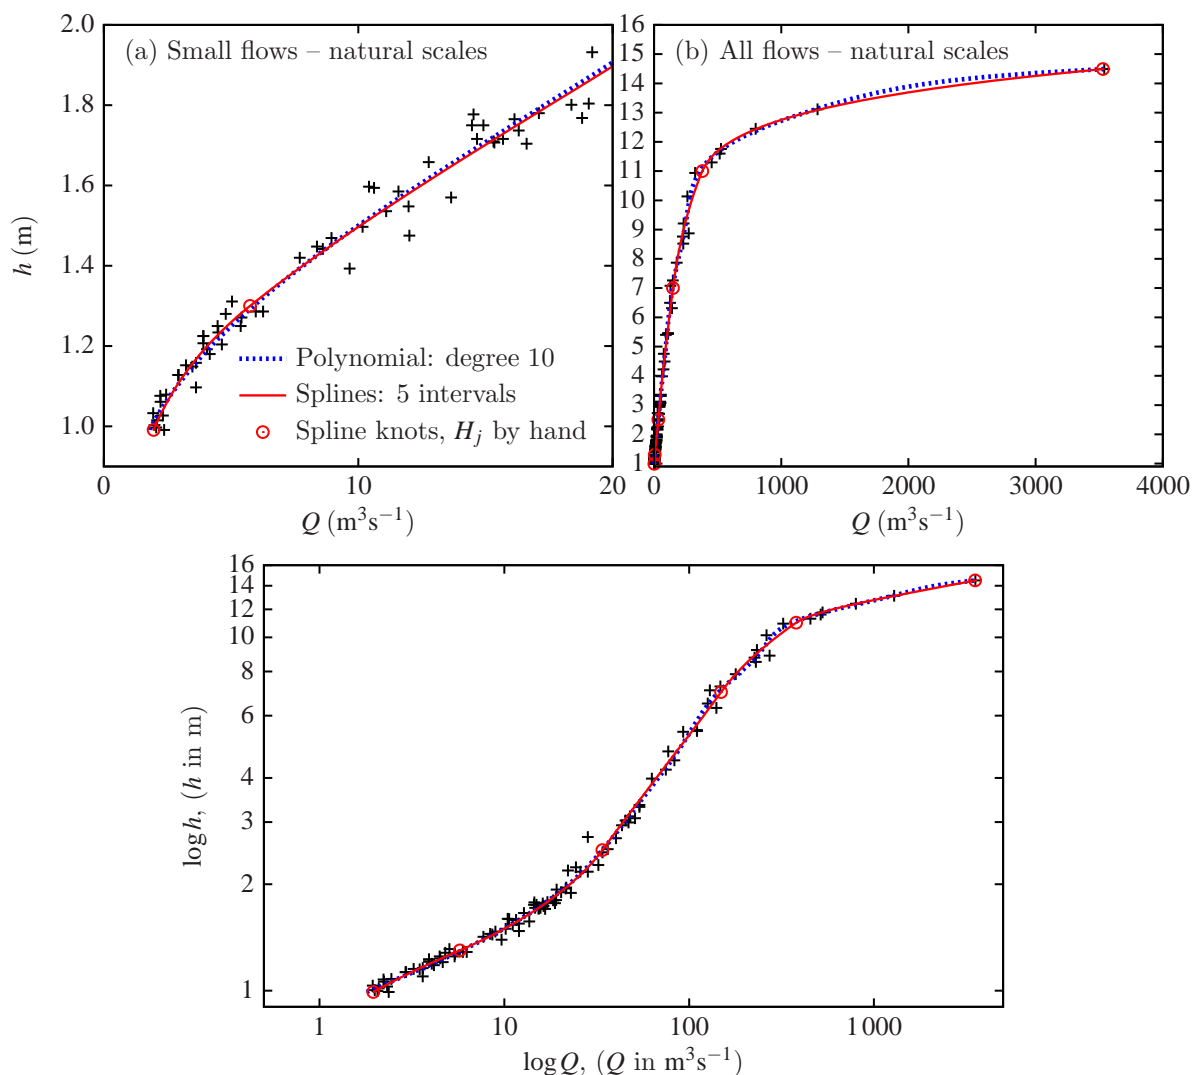 (a) Small flows – natural scales
2.0
1.8
1.6
1.4
1.2
1.0
h (m)
Polynomial: degree 10
Splines: 5 intervals
Spline knots, Hj by hand
0 10 20
Q (m³s−1)
(b) All flows – natural scales
16
15
14
13
12
11
10
9
8
7
6
5
4
3
2
1
0 1000 2000 3000 4000
Q (m³s−1)
16
14
12
10
8
6
4
3
2
1
log h, (h in m)
1 10 100 1000
log Q, (Q in m³s−1)